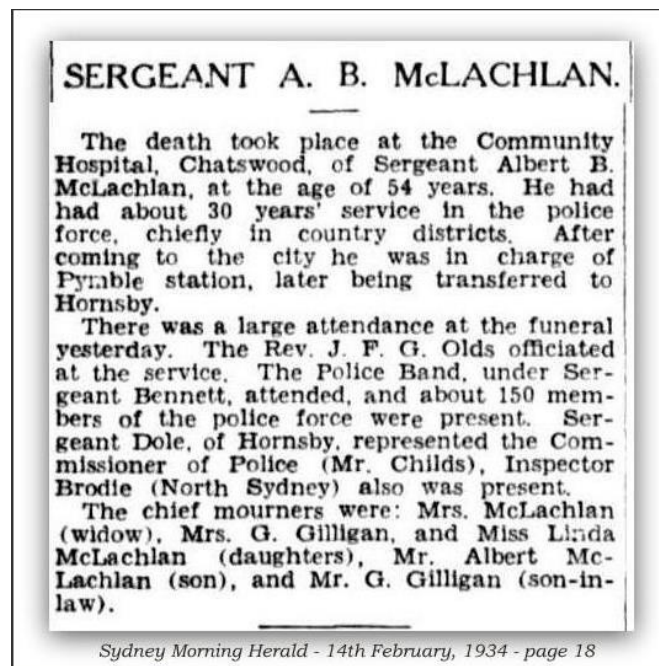 SERGEANT A. B. McLACHLAN.
The death took place at the Community
Hospital, Chatswood, of Sergeant Albert B.
McLachlan, at the age of 54 years. He had
had about 30 years' service in the police
force, chiefly in country districts. After
coming to the city he was in charge of
Pymble station, later being transferred to
Hornsby.
There was a large attendance at the funeral
yesterday. The Rev. J. F. G. Olds officiated
at the service. The Police Band, under Ser-
geant Bennett, attended, and about 150 mem-
bers of the police force were present. Ser-
geant Dole, of Hornsby, represented the Com-
missioner of Police (Mr. Childs), Inspector
Brodie (North Sydney) also was present.
The chief mourners were: Mrs. McLachlan
(widow), Mrs. G. Gilligan, and Miss Linda
McLachlan (daughters), Mr. Albert Mc-
Lachlan (son), and Mr. G. Gilligan (son-in-
law).
Sydney Morning Herald - 14th February, 1934 - page 18